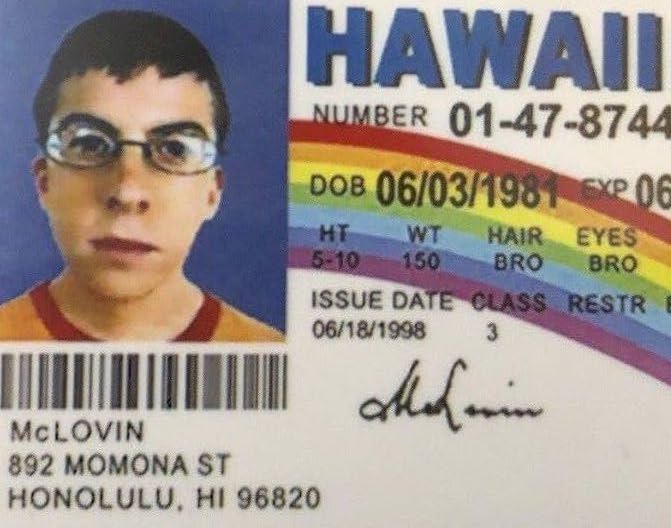 HAWAII
NUMBER 01-47-8744
DOB 06/03/1981 EXP 06
HT WT HAIR EYES
5-10 150 BRO BRO
ISSUE DATE CLASS RESTR
06/18/1998 3
McLovin
McLOVIN
892 MOMONA ST
HONOLULU, HI 96820